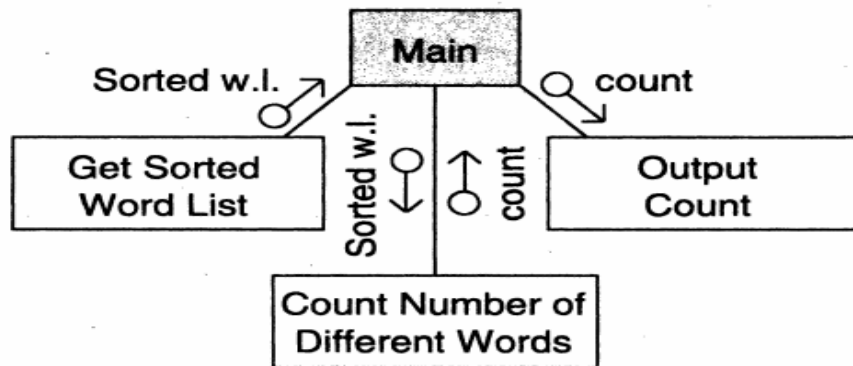 Main
Sorted w.l.
count
Get Sorted
Word List
Sorted w.l.
count
Output
Count
Count Number of
Different Words